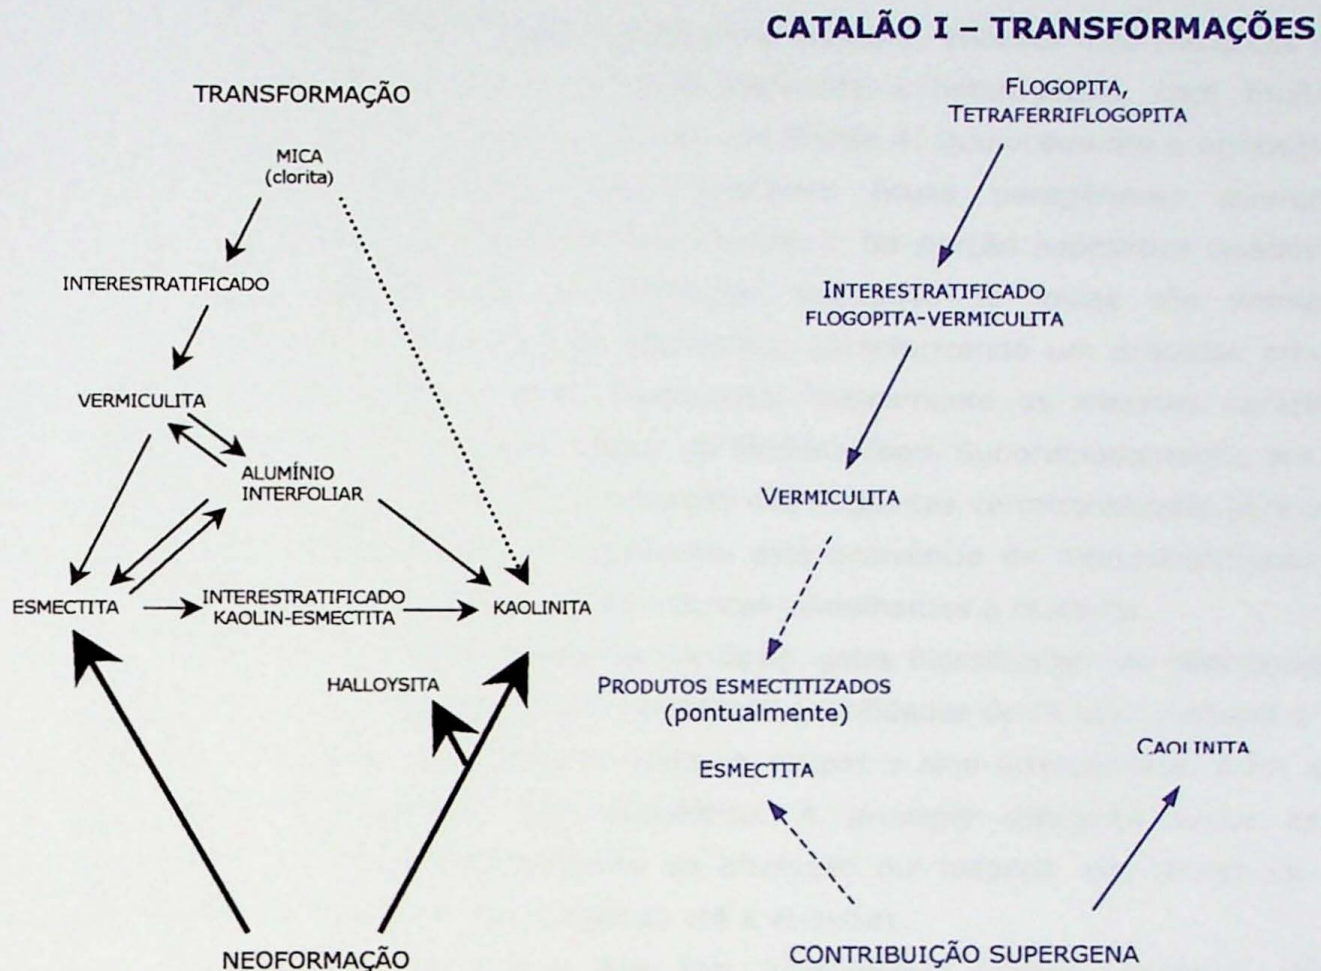 CATALÃO I – TRANSFORMAÇÕES
TRANSFORMAÇÃO
MICA
(clorita)
INTERESTRATIFICADO
VERMICULITA
ALUMÍNIO
INTERFOLIAR
ESMECTITA
INTERESTRATIFICADO
KAOLIN-ESMECTITA
KAOLINITA
HALLOYSITA
NEOFORMAÇÃO
FLOGOPITA,
TETRAFERRIFLOGOPITA
INTERESTRATIFICADO
FLOGOPITA-VERMICULITA
VERMICULITA
PRODUTOS ESMECTITIZADOS
(pontualmente)
ESMECTITA
CAOLINITA
CONTRIBUIÇÃO SUPERGENA